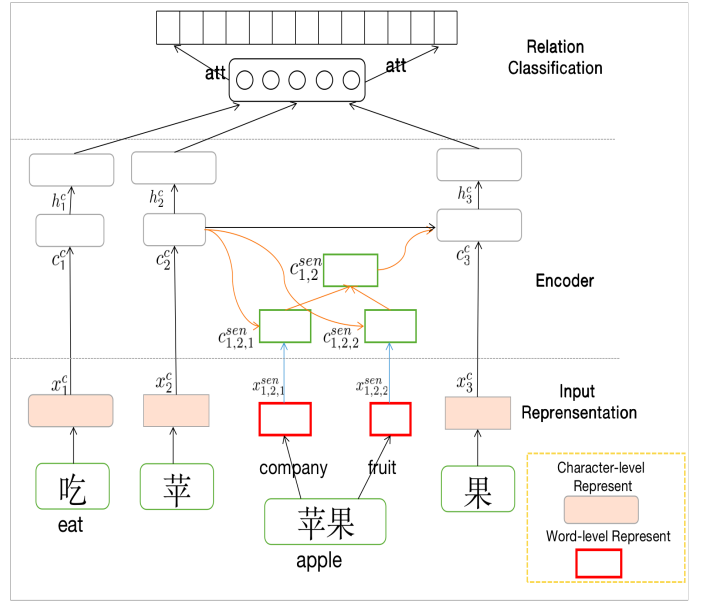 att
att
Relation
Classification
h_1^c
h_2^c
h_3^c
c_1^c
c_2^c
c_{1,2}^{sen}
c_3^c
Encoder
c_{1,2,1}^{sen}
c_{1,2,2}^{sen}
x_1^c
x_2^c
x_{1,2,1}^{sen}
x_{1,2,2}^{sen}
x_3^c
Input
Reprensentation
company
fruit
吃
苹
苹果
果
eat
apple
Character-level
Represent
Word-level Represent